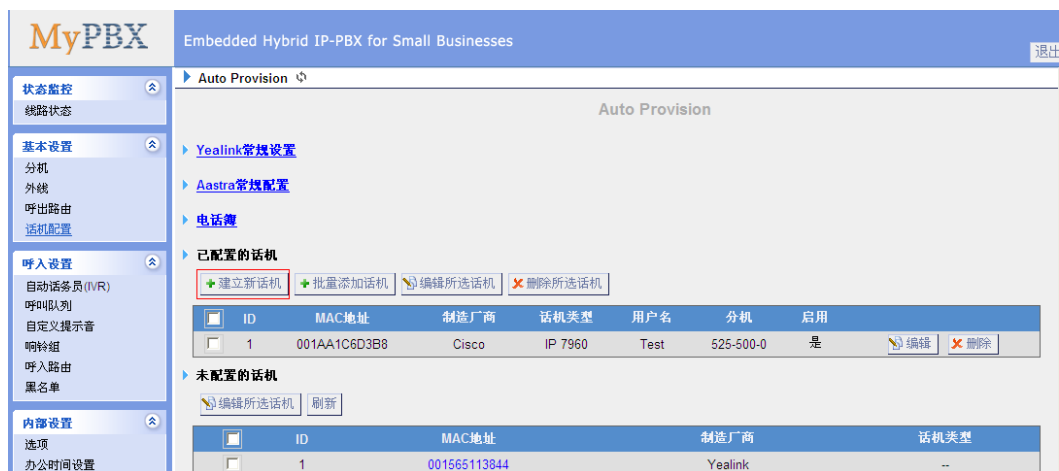 MyPBX
Embedded Hybrid IP-PBX for Small Businesses
退出
状态监控
线路状态
基本设置
分机
外线
呼出路由
话机配置
呼入设置
自动话务员(IVR)
呼叫队列
自定义提示音
响铃组
呼入路由
黑名单
内部设置
选项
办公时间设置
Auto Provision
Auto Provision
Yealink常规设置
Aastra常规配置
电话簿
已配置的话机
建立新话机 批量添加话机 编辑所选话机 删除所选话机
ID MAC地址 制造厂商 话机类型 用户名 分机 启用
1 001AA1C6D3B8 Cisco IP 7960 Test 525-500-0 是 编辑 删除
未配置的话机
编辑所选话机 刷新
ID MAC地址 制造厂商 话机类型
1 001565113844 Yealink --